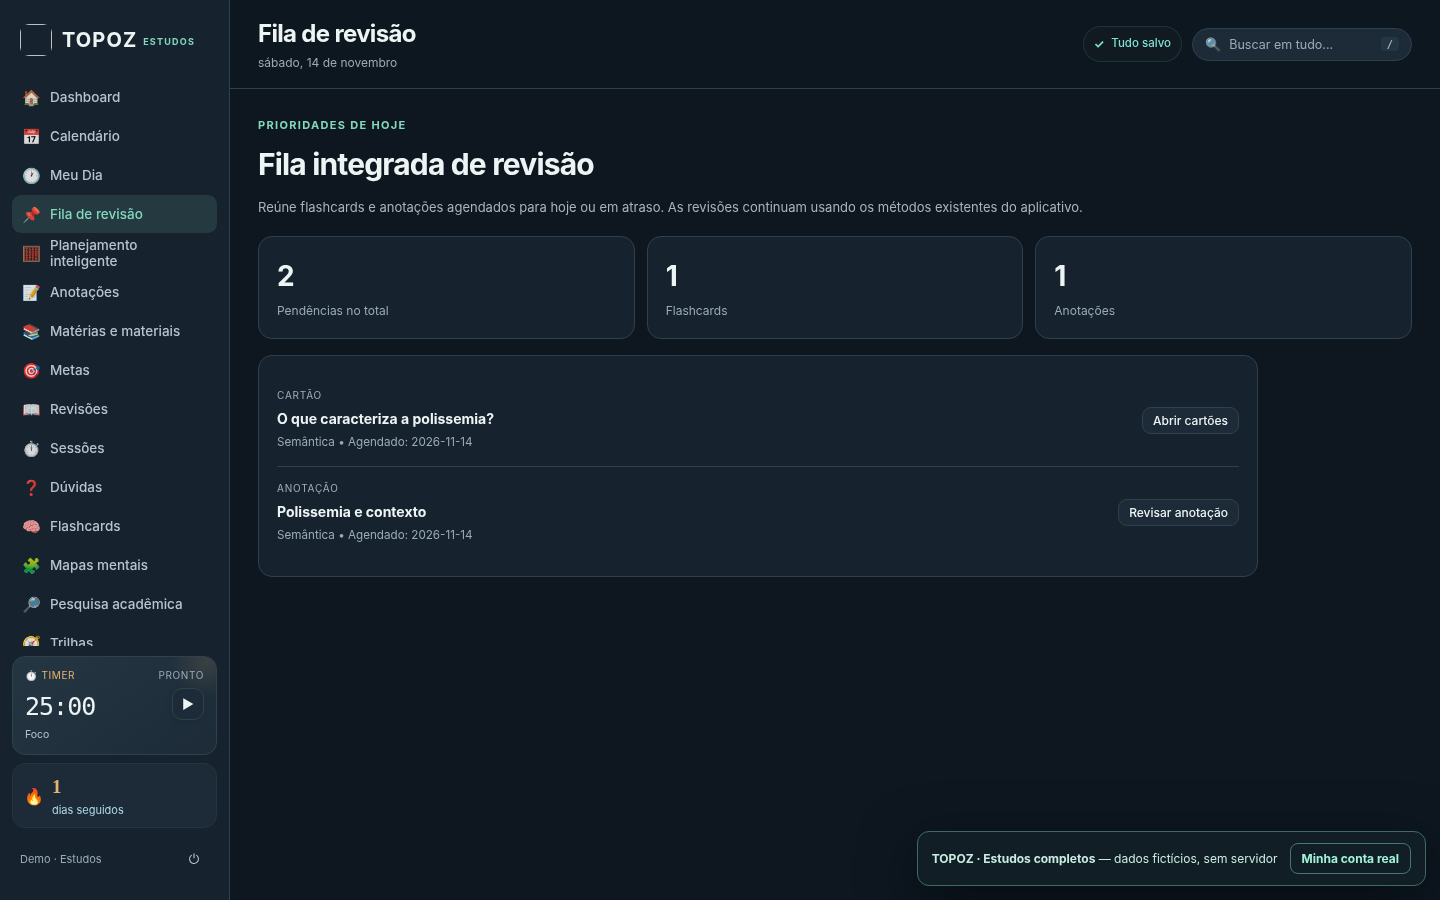 TOPOZ ESTUDOS
Dashboard
Calendário
Meu Dia
Fila de revisão
Planejamento
inteligente
Anotações
Matérias e materiais
Metas
Revisões
Sessões
Dúvidas
Flashcards
Mapas mentais
Pesquisa acadêmica
Trilhas
TIMER PRONTO
25:00
Foco
1
dias seguidos
Demo · Estudos
Fila de revisão
sábado, 14 de novembro
✓ Tudo salvo
Buscar em tudo... /
PRIORIDADES DE HOJE
Fila integrada de revisão
Reúne flashcards e anotações agendados para hoje ou em atraso. As revisões continuam usando os métodos existentes do aplicativo.
2
Pendências no total
1
Flashcards
1
Anotações
CARTÃO
O que caracteriza a polissemia?
Semântica • Agendado: 2026-11-14
Abrir cartões
ANOTAÇÃO
Polissemia e contexto
Semântica • Agendado: 2026-11-14
Revisar anotação
TOPOZ · Estudos completos — dados fictícios, sem servidor
Minha conta real